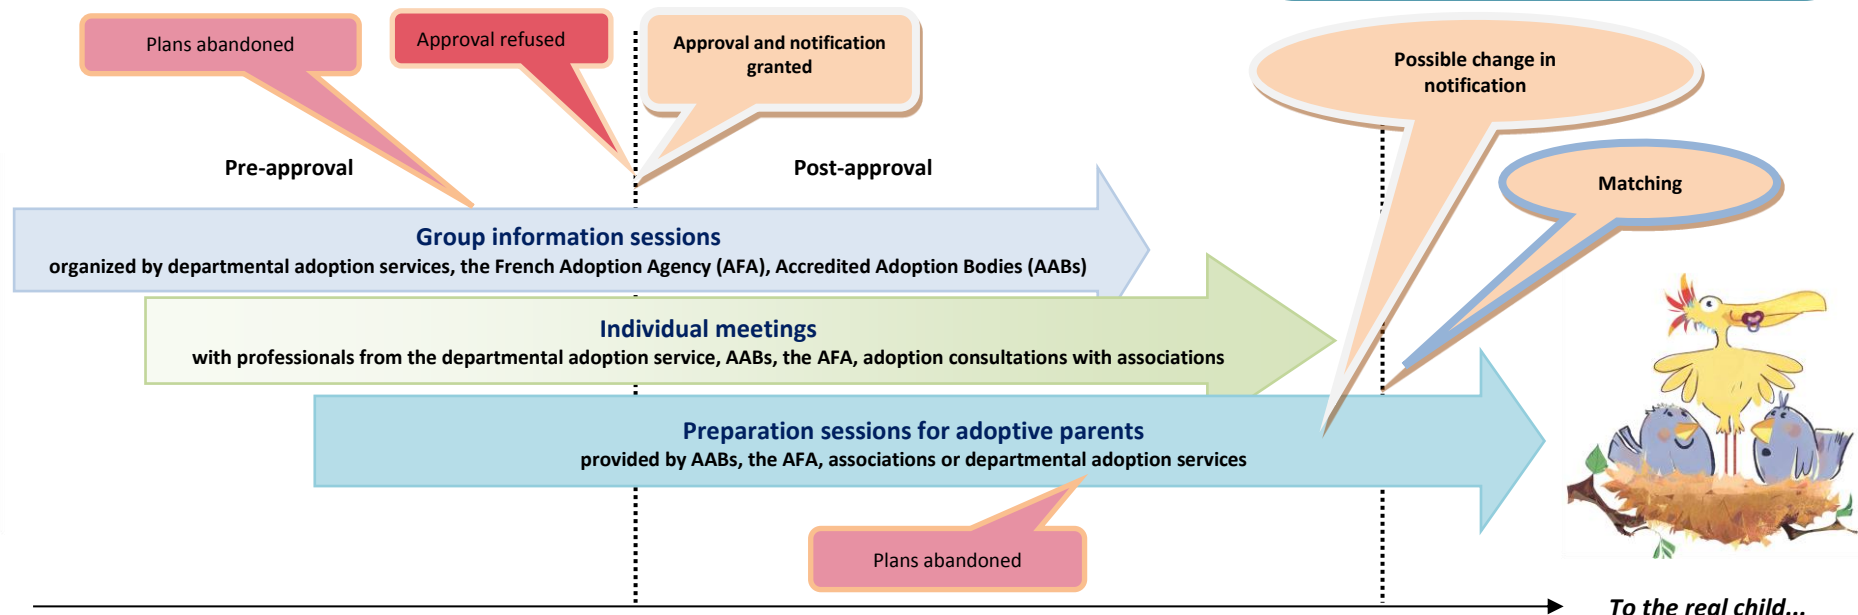 Plans abandoned
Approval refused
Approval and notification
granted
Possible change in
notification
Pre-approval
Post-approval
Matching
Group information sessions
organized by departmental adoption services, the French Adoption Agency (AFA), Accredited Adoption Bodies (AABs)
Individual meetings
with professionals from the departmental adoption service, AABs, the AFA, adoption consultations with associations
Preparation sessions for adoptive parents
provided by AABs, the AFA, associations or departmental adoption services
Plans abandoned
To the real child...